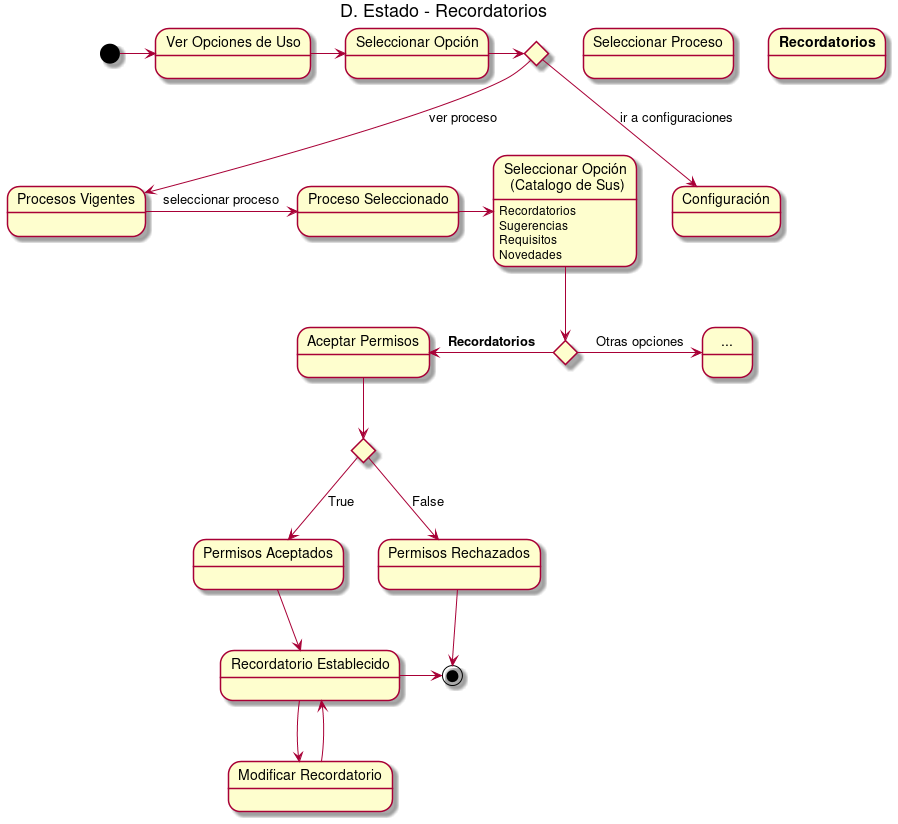 D. Estado - Recordatorios
Ver Opciones de Uso
Seleccionar Opción
Seleccionar Proceso
Recordatorios
ver proceso
ir a configuraciones
Procesos Vigentes
seleccionar proceso
Proceso Seleccionado
Seleccionar Opción
(Catalogo de Sus)
Recordatorios
Sugerencias
Requisitos
Novedades
Configuración
Aceptar Permisos
Recordatorios
Otras opciones
...
True
False
Permisos Aceptados
Permisos Rechazados
Recordatorio Establecido
Modificar Recordatorio